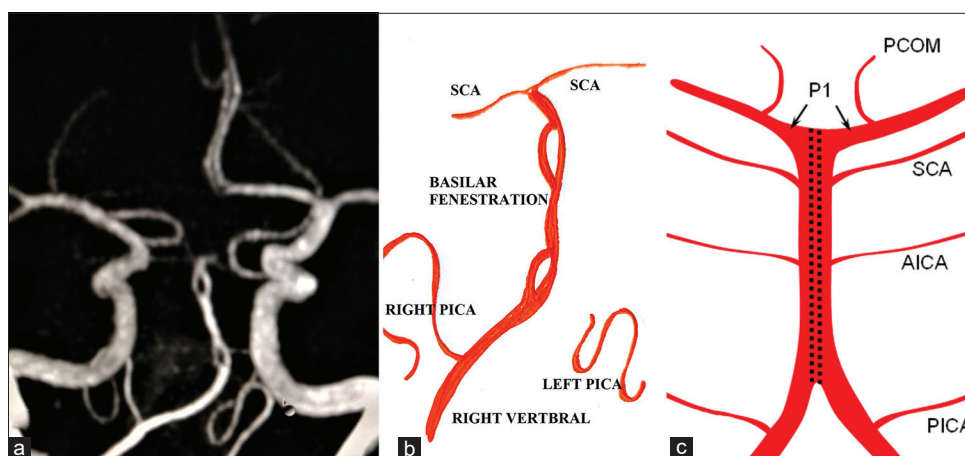 a
SCA
SCA
BASILAR
FENESTRATION
RIGHT PICA
LEFT PICA
RIGHT VERTBRAL
b
PCOM
P1
SCA
AICA
PICA
c